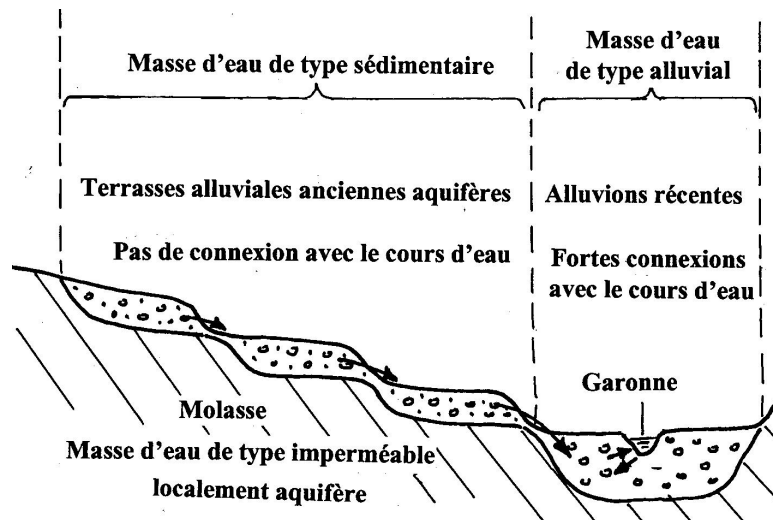 Masse d'eau de type sédimentaire
Masse d'eau
de type alluvial
Terrasses alluviales anciennes aquifères
Alluvions récentes
Pas de connexion avec le cours d'eau
Fortes connexions
avec le cours d'eau
Garonne
Molasse
Masse d'eau de type imperméable
localement aquifère